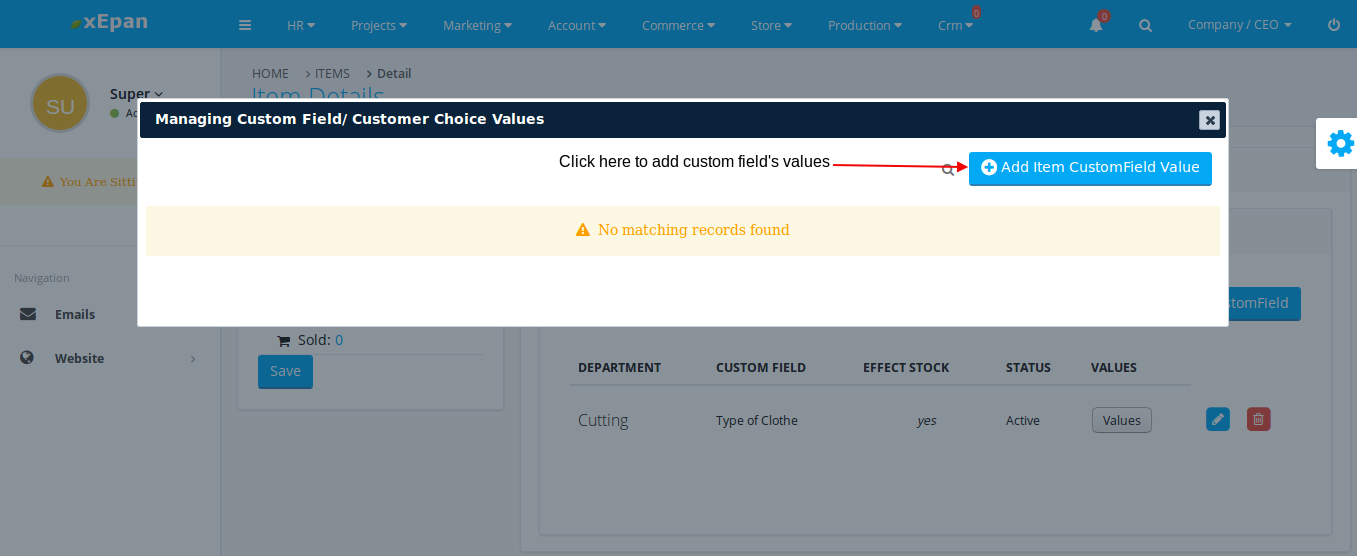 xEpan
HR
Projects
Marketing
Account
Commerce
Store
Production
Crm
0
0
Company / CEO
SU
Super
HOME
ITEMS
Detail
Item Details
Managing Custom Field/ Customer Choice Values
Click here to add custom field's values
Add Item CustomField Value
You Are Sitti
No matching records found
Navigation
Emails
Website
Sold: 0
Save
stomField
DEPARTMENT
CUSTOM FIELD
EFFECT STOCK
STATUS
VALUES
Cutting
Type of Clothe
yes
Active
Values